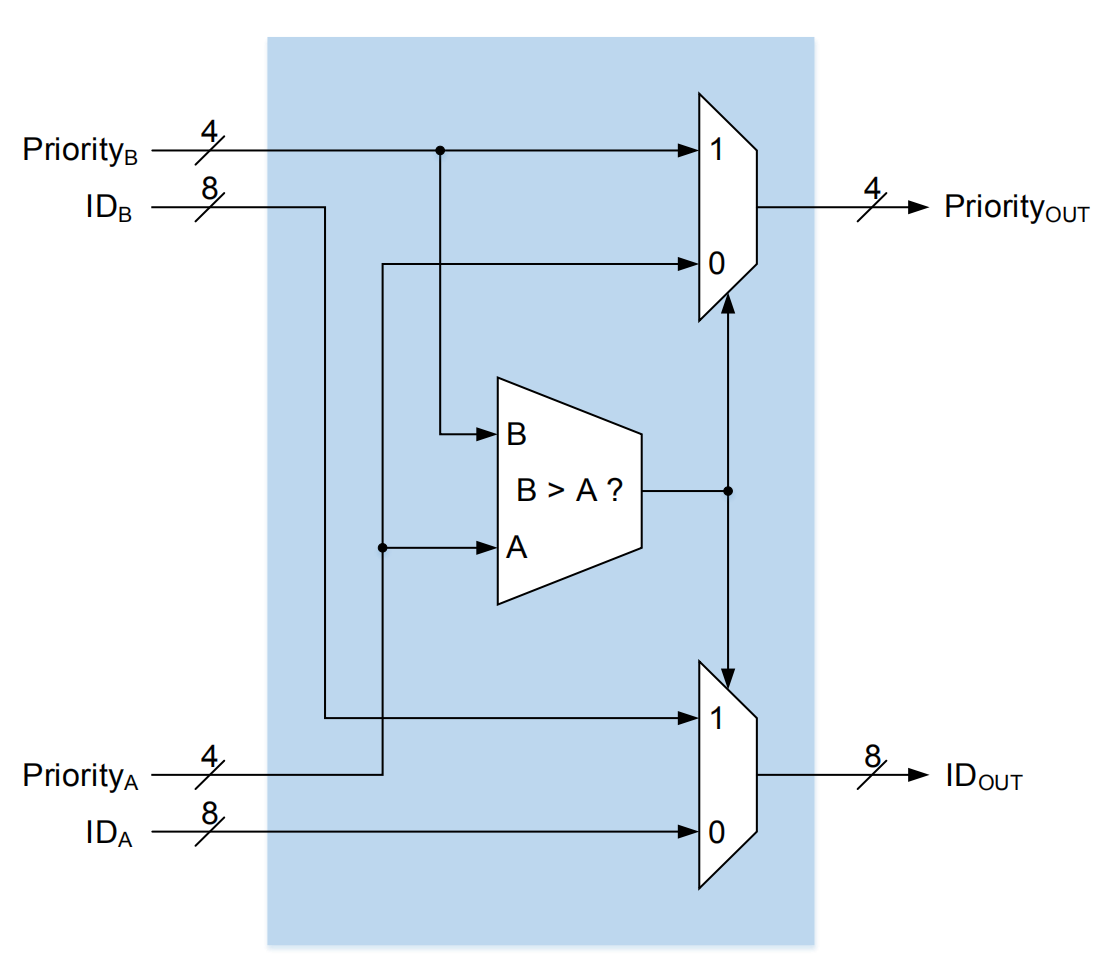 4
Priority_B
1
8
4
ID_B
Priority_OUT
0
B
B > A ?
A
1
4
8
Priority_A
ID_OUT
8
ID_A
0